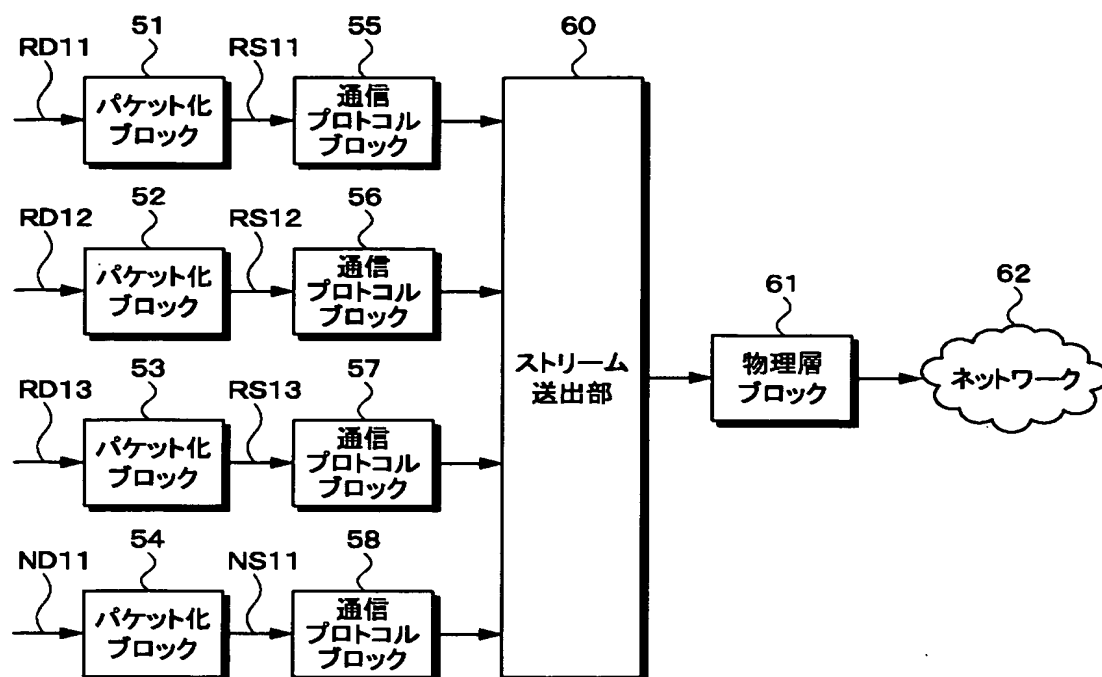 51
55
60
RD11
RS11
パケット化
ブロック
通信
プロトコル
ブロック
52
56
RD12
RS12
パケット化
ブロック
通信
プロトコル
ブロック
53
57
RD13
RS13
パケット化
ブロック
通信
プロトコル
ブロック
54
58
ND11
NS11
パケット化
ブロック
通信
プロトコル
ブロック
ストリーム
送出部
61
物理層
ブロック
62
ネットワーク